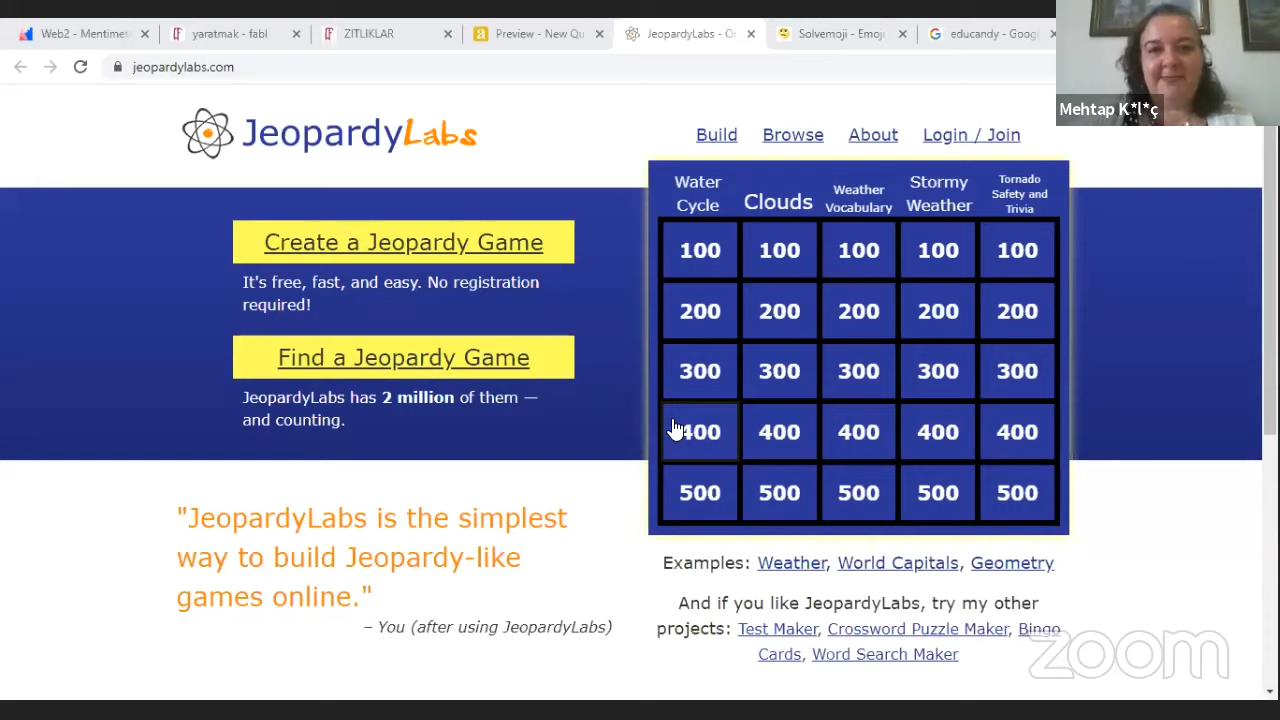 Web2 - Mentime
yaratmak - fabl
ZITLIKLAR
Preview - New Qu
JeopardyLabs - O
Solvemoji - Emoj
educandy - Goog
jeopardylabs.com
Mehtap K*l*ç
JeopardyLabs
Build Browse About Login / Join
Create a Jeopardy Game
It's free, fast, and easy. No registration
required!
Find a Jeopardy Game
JeopardyLabs has 2 million of them —
and counting.
Water Cycle
Clouds
Weather Vocabulary
Stormy Weather
Tornado Safety and Trivia
100 100 100 100 100
200 200 200 200 200
300 300 300 300 300
400 400 400 400 400
500 500 500 500 500
"JeopardyLabs is the simplest
way to build Jeopardy-like
games online."
– You (after using JeopardyLabs)
Examples: Weather, World Capitals, Geometry
And if you like JeopardyLabs, try my other
projects: Test Maker, Crossword Puzzle Maker, Bingo
Cards, Word Search Maker
zoom